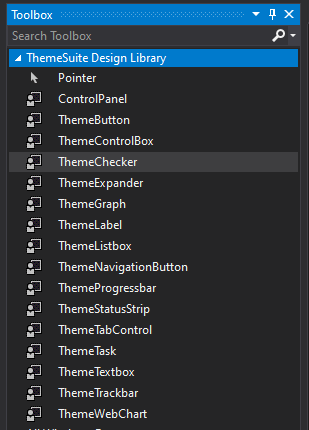 Toolbox
Search Toolbox
ThemeSuite Design Library
Pointer
ControlPanel
ThemeButton
ThemeControlBox
ThemeChecker
ThemeExpander
ThemeGraph
ThemeLabel
ThemeListbox
ThemeNavigationButton
ThemeProgressbar
ThemeStatusStrip
ThemeTabControl
ThemeTask
ThemeTextbox
ThemeTrackbar
ThemeWebChart